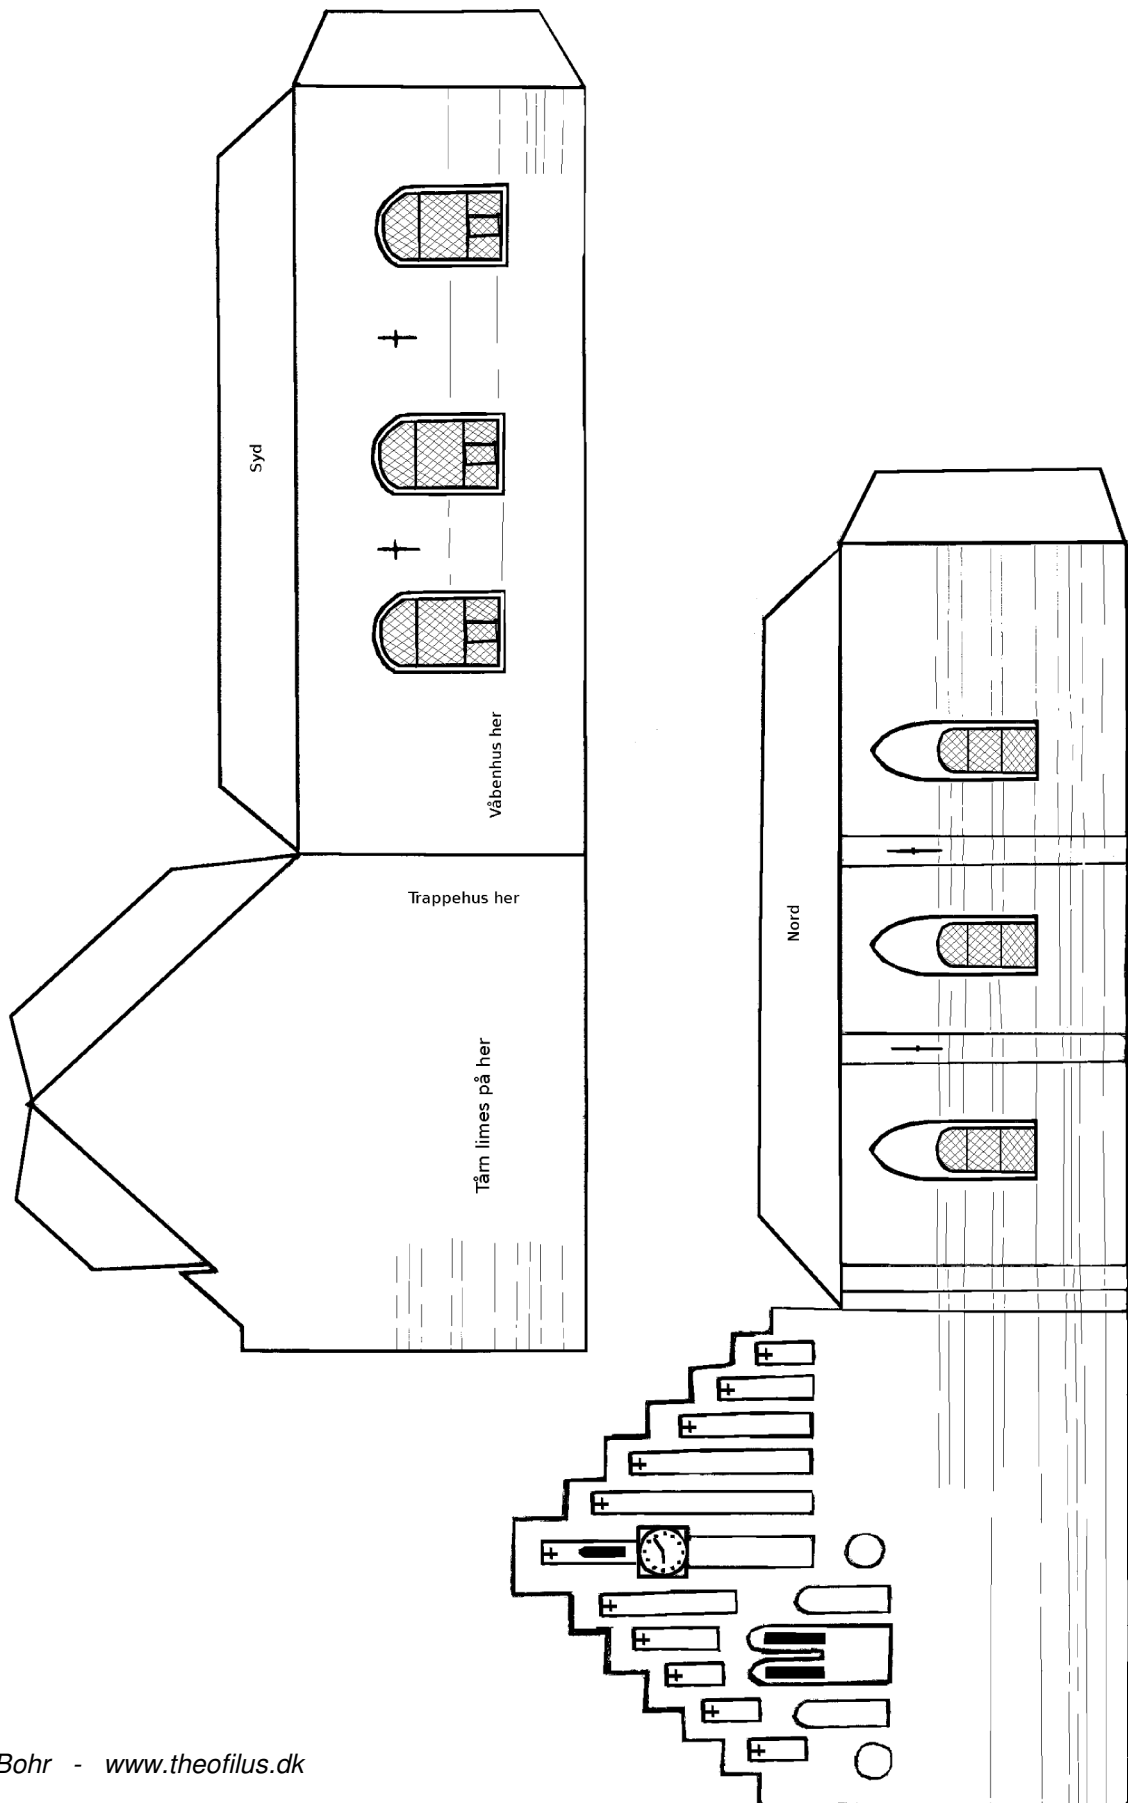 Syd
Våbenhus her
Trappehus her
Tårn limes på her
Nord
Bohr - www.theofilus.dk